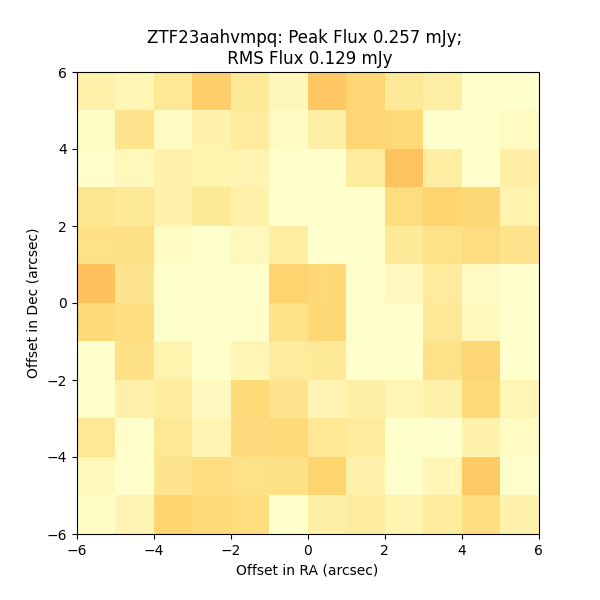 ZTF23aahvmpq: Peak Flux 0.257 mJy;
RMS Flux 0.129 mJy
6
4
2
0
−2
−4
−6
Offset in Dec (arcsec)
−6 −4 −2 0 2 4 6
Offset in RA (arcsec)